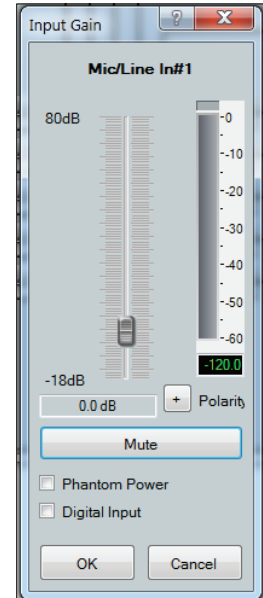 Input Gain
?
X
Mic/Line In#1
80dB
-0
-10
-20
-30
-40
-50
-60
-120.0
-18dB
0.0 dB
+
Polarity
Mute
Phantom Power
Digital Input
OK
Cancel